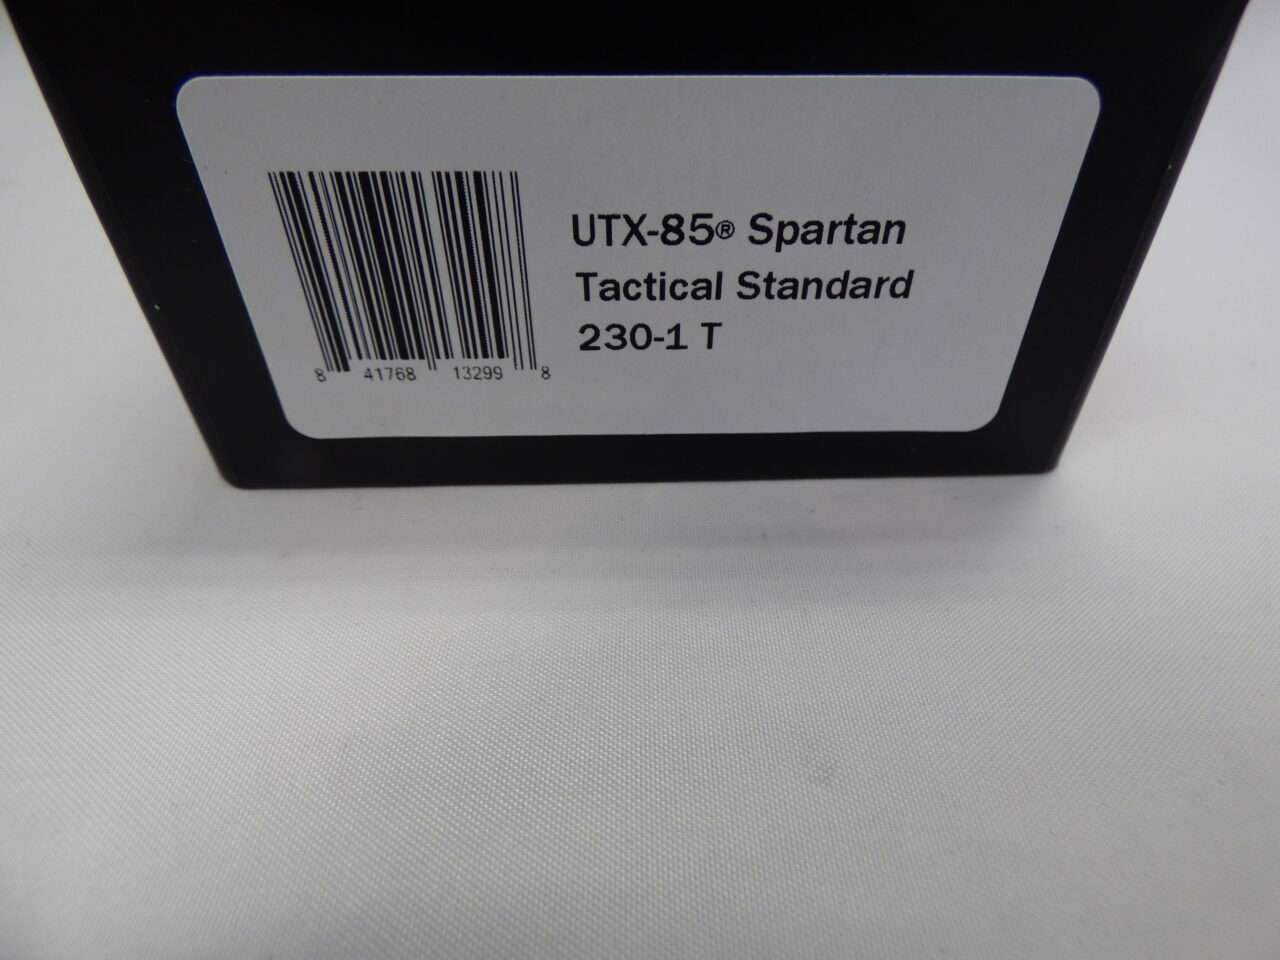 UTX-85® Spartan
Tactical Standard
230-1 T
8 41768 13299 8